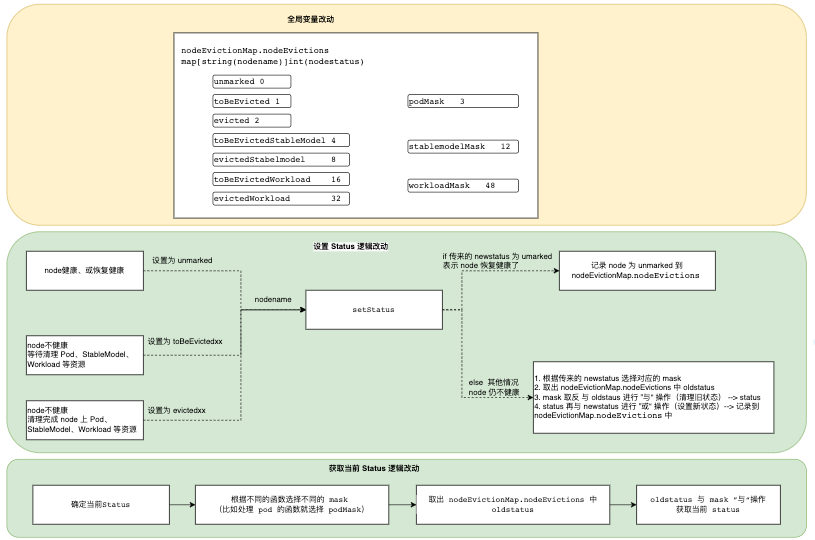 全局变量改动
nodeEvictionMap.nodeEvictions
map[string(nodename)]int(nodestatus)
unmarked 0
toBeEvicted 1
podMask 3
evicted 2
toBeEvictedStableModel 4
stablemodelMask 12
evictedStabelmodel 8
toBeEvictedWorkload 16
workloadMask 48
evictedWorkload 32
设置 Status 逻辑改动
node健康、或恢复健康
设置为 unmarked
nodename
setStatus
if 传来的 newstatus 为 umarked
表示 node 恢复健康了
记录 node 为 unmarked 到
nodeEvictionMap.nodeEvictions
node不健康
等待清理 Pod、StableModel、
Workload 等资源
设置为 toBeEvictedxx
node不健康
清理完成 node 上 Pod、
StableModel、Workload 等资源
设置为 evictedxx
else 其他情况
node 仍不健康
1. 根据传来的 newstatus 选择对应的 mask
2. 取出 nodeEvictionMap.nodeEvictions 中 oldstatus
3. mask 取反 与 oldstaus 进行 "与" 操作（清理旧状态） --> status
4. status 再与 newstatus 进行 "或" 操作（设置新状态）--> 记录到
nodeEvictionMap.nodeEvictions 中
获取当前 Status 逻辑改动
确定当前Status
根据不同的函数选择不同的 mask
（比如处理 pod 的函数就选择 podMask）
取出 nodeEvictionMap.nodeEvictions 中
oldstatus
oldstatus 与 mask "与"操作
获取当前 status